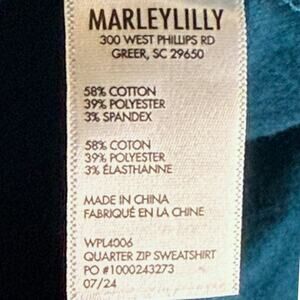 MARLEYLILLY
300 WEST PHILLIPS RD
GREER, SC 29650
58% COTTON
39% POLYESTER
3% SPANDEX
58% COTON
39% POLYESTER
3% ÉLASTHANNE
MADE IN CHINA
FABRIQUÉ EN LA CHINE
WPL4006
QUARTER ZIP SWEATSHIRT
PO #1000243273
07/24